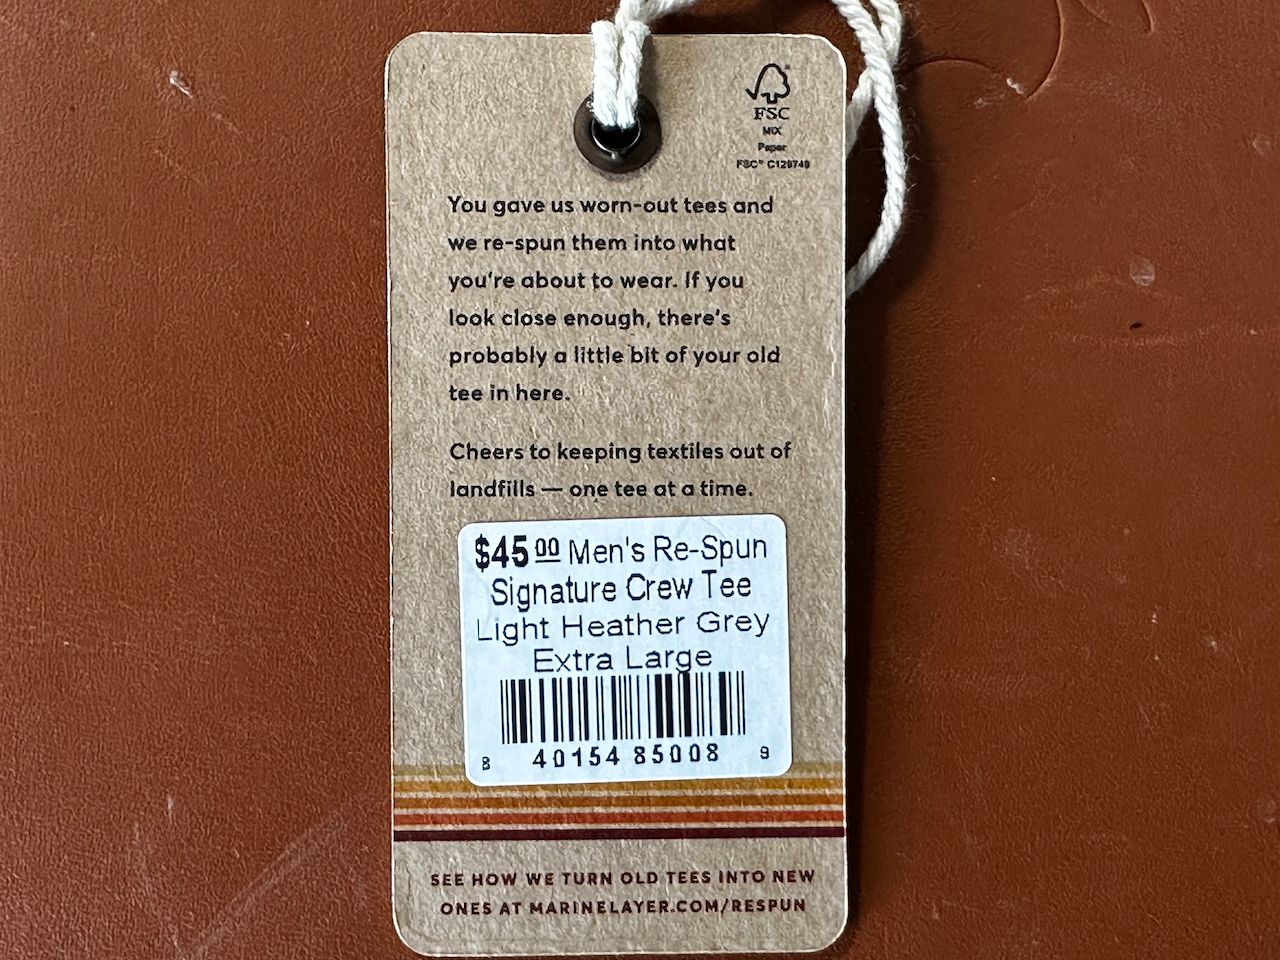 FSC
MIX
Paper
FSC® C128749
You gave us worn-out tees and
we re-spun them into what
you're about to wear. If you
look close enough, there's
probably a little bit of your old
tee in here.
Cheers to keeping textiles out of
landfills — one tee at a time.
$45 00 Men's Re-Spun
Signature Crew Tee
Light Heather Grey
Extra Large
8 40154 85008 9
SEE HOW WE TURN OLD TEES INTO NEW
ONES AT MARINELAYER.COM/RESPUN